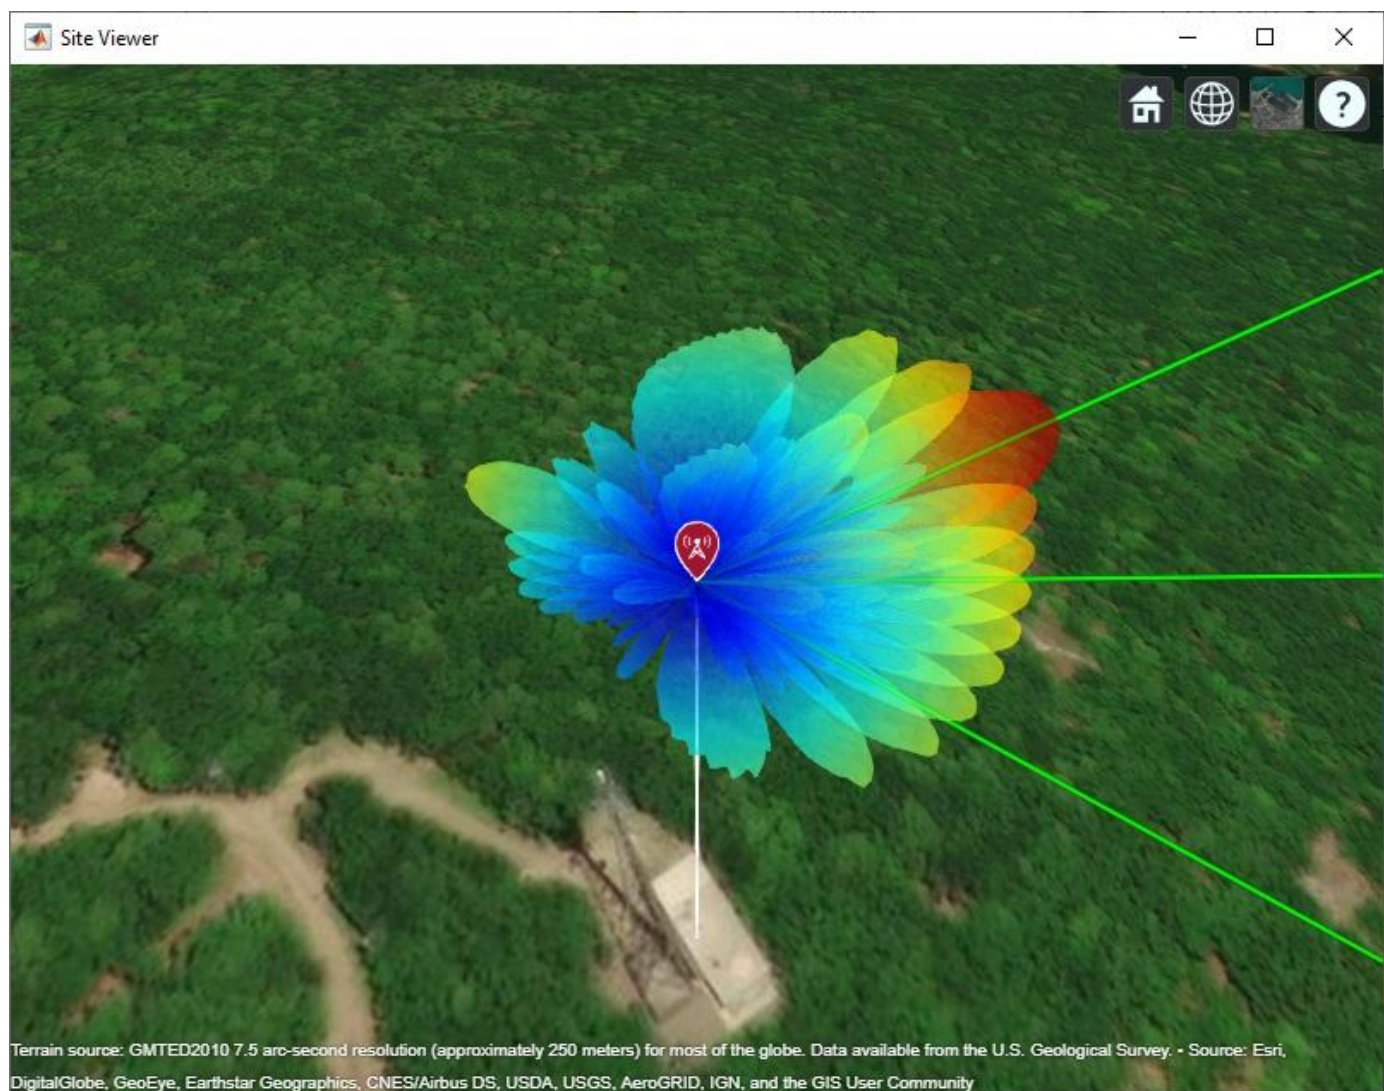 Site Viewer
?
Terrain source: GMTED2010 7.5 arc-second resolution (approximately 250 meters) for most of the globe. Data available from the U.S. Geological Survey. • Source: Esri,
DigitalGlobe, GeoEye, Earthstar Geographics, CNES/Airbus DS, USDA, USGS, AeroGRID, IGN, and the GIS User Community